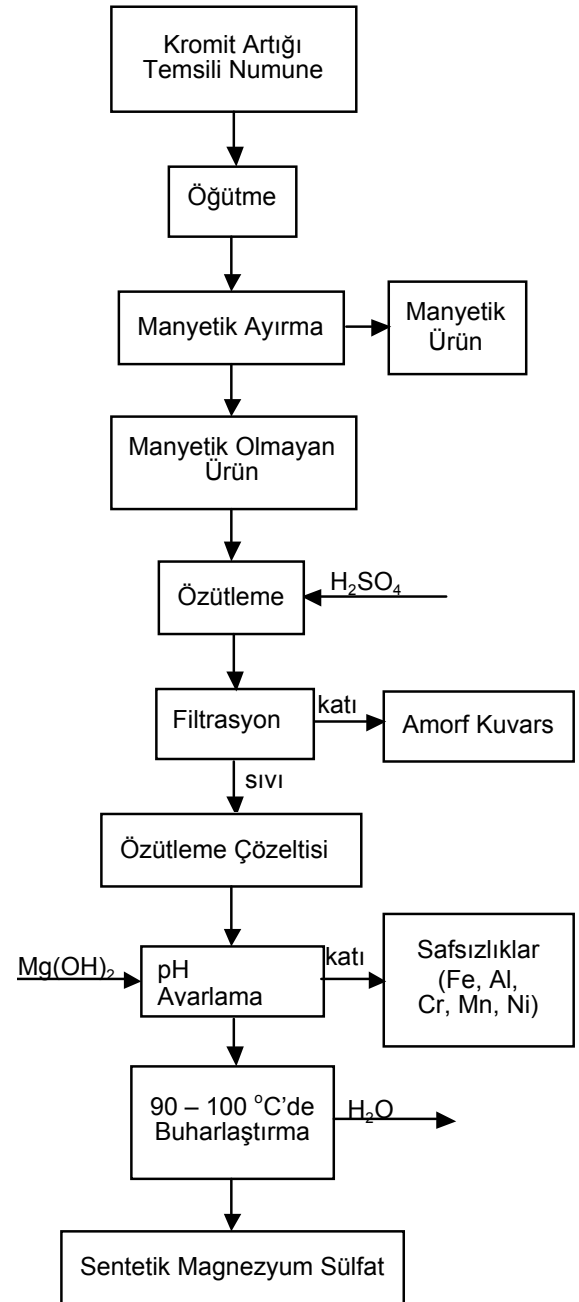 Kromit Artığı
Temsili Numune
Öğütme
Manyetik Ayırma
Manyetik
Ürün
Manyetik Olmayan
Ürün
Özütleme
H₂SO₄
Filtrasyon
katı
Amorf Kuvars
sıvı
Özütleme Çözeltisi
Mg(OH)₂
pH
Avarlama
katı
Safsızlıklar
(Fe, Al,
Cr, Mn, Ni)
90 – 100 °C’de
Buharlaştırma
H₂O
Sentetik Magnezyum Sülfat